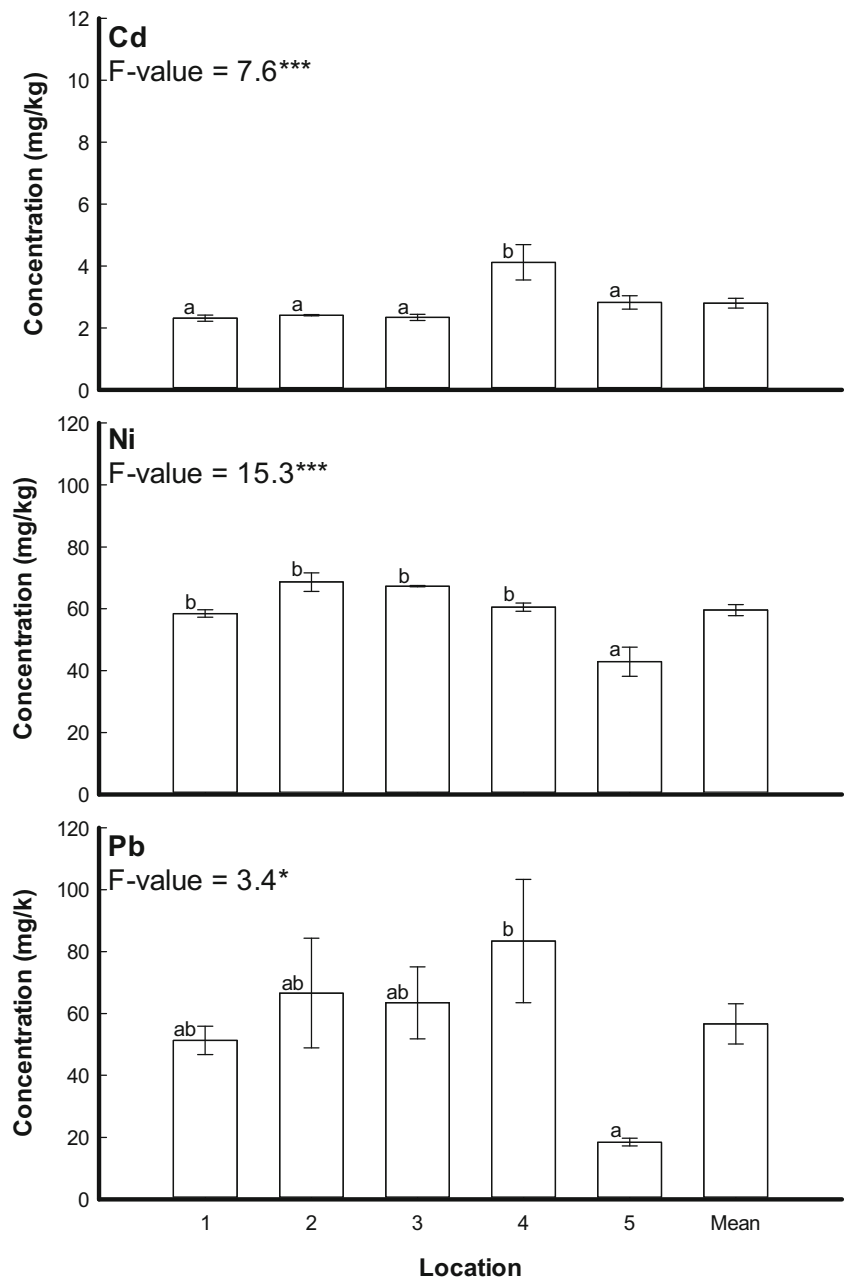 Cd
F-value = 7.6***
Concentration (mg/kg)
12
10
8
6
4
2
0
a
a
a
b
a
Ni
F-value = 15.3***
Concentration (mg/kg)
120
100
80
60
40
20
0
b
b
b
b
a
Pb
F-value = 3.4*
Concentration (mg/k)
120
100
80
60
40
20
0
ab
ab
ab
b
a
1 2 3 4 5 Mean
Location